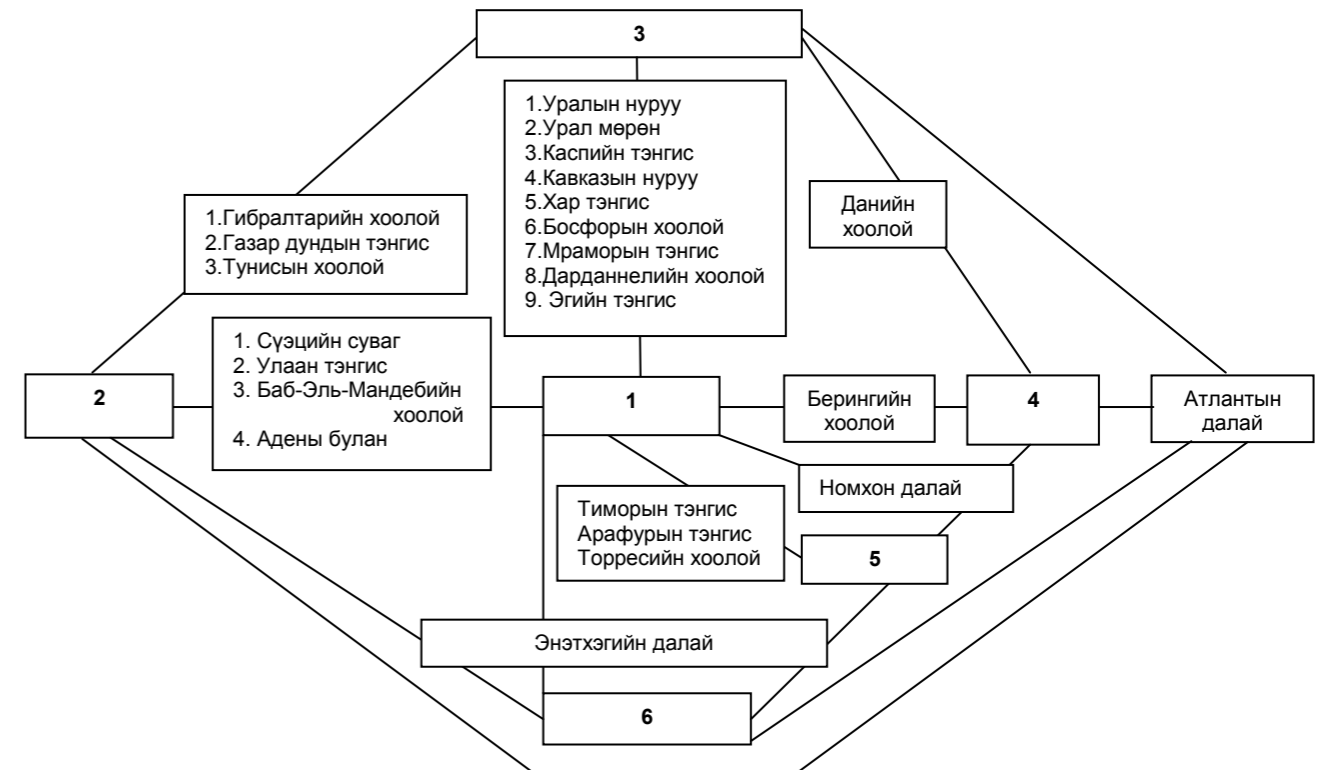 3
1.Уралын нуруу
2.Урал мөрөн
3.Каспийн тэнгис
4.Кавказын нуруу
5.Хар тэнгис
6.Босфорын хоолой
7.Мраморын тэнгис
8.Дарданнелийн хоолой
9. Эгийн тэнгис
1.Гибралтарийн хоолой
2.Газар дундын тэнгис
3.Тунисын хоолой
Данийн
хоолой
2
1. Суэцийн суваг
2. Улаан тэнгис
3. Баб-Эль-Мандебийн
хоолой
4. Адены булан
1
Берингийн
хоолой
4
Атлантын
далай
Номхон далай
Тиморын тэнгис
Арафурын тэнгис
Торресийн хоолой
5
Энэтхэгийн далай
6